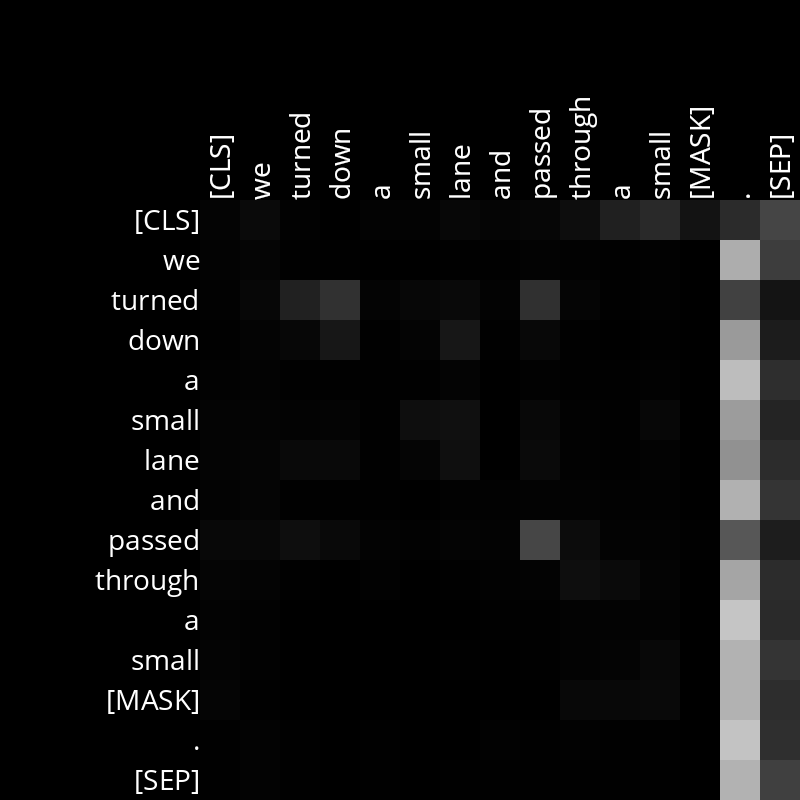 [CLS] we turned down a small lane and passed through a small [MASK] . [SEP]
[CLS]
we
turned
down
a
small
lane
and
passed
through
a
small
[MASK]
.
[SEP]